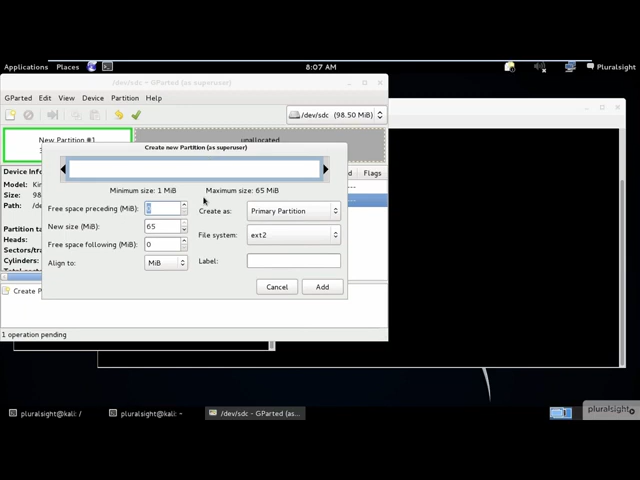 Applications Places 8:07 AM Pluralsight
/dev/sdc - GParted (as superuser)
GParted Edit View Device Partition Help
/dev/sdc (98.50 MiB)
New Partition #1
unallocated
Create new Partition (as superuser)
Device Info
Flags
Minimum size: 1 MiB Maximum size: 65 MiB
Model:
Size:
Path:
Free space preceding (MiB):
Create as: Primary Partition
New size (MiB): 65
File system: ext2
Free space following (MiB): 0
Partition ta
Heads:
Sectors/tra
Cylinders:
Align to: MiB
Label:
Cancel Add
Create P
1 operation pending
pluralsight@kali: /
pluralsight@kali: ~
/dev/sdc - GParted (as...
pluralsight